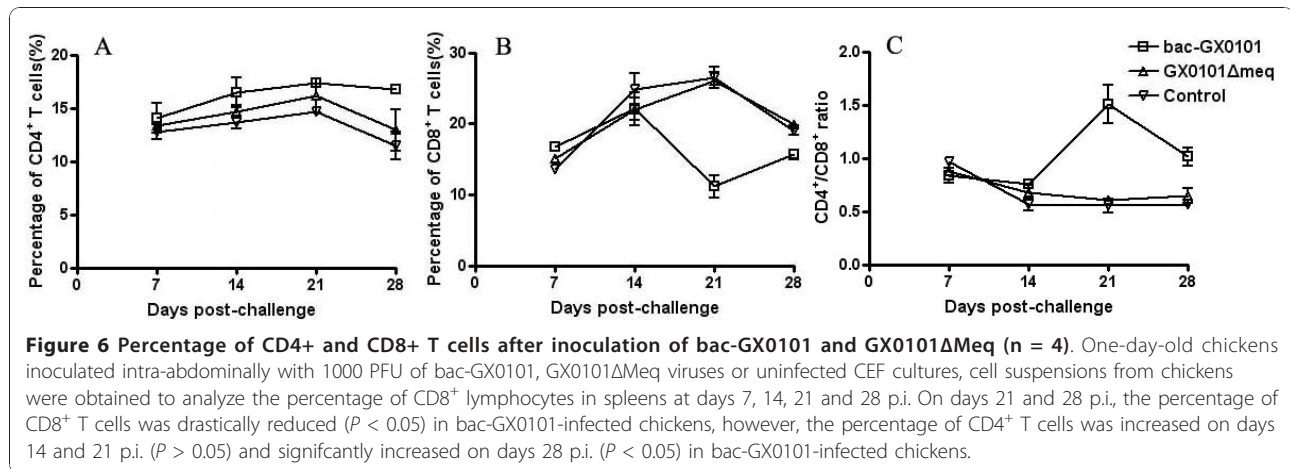 A
Percentage of CD4+ T cells(%)
20
15
10
5
0
0 7 14 21 28
Days post-challenge
B
Percentage of CD8+ T cells(%)
30
20
10
0
0 7 14 21 28
Days post-challenge
C
CD4+/CD8+ ratio
2.0
1.5
1.0
0.5
0.0
0 7 14 21 28
Days post-challenge
bac-GX0101
GX0101Δmeq
Control
Figure 6 Percentage of CD4+ and CD8+ T cells after inoculation of bac-GX0101 and GX0101ΔMeq (n = 4). One-day-old chickens
inoculated intra-abdominally with 1000 PFU of bac-GX0101, GX0101ΔMeq viruses or uninfected CEF cultures, cell suspensions from chickens
were obtained to analyze the percentage of CD8+ lymphocytes in spleens at days 7, 14, 21 and 28 p.i. On days 21 and 28 p.i., the percentage of
CD8+ T cells was drastically reduced (P < 0.05) in bac-GX0101-infected chickens, however, the percentage of CD4+ T cells was increased on days
14 and 21 p.i. (P > 0.05) and signifcantly increased on days 28 p.i. (P < 0.05) in bac-GX0101-infected chickens.